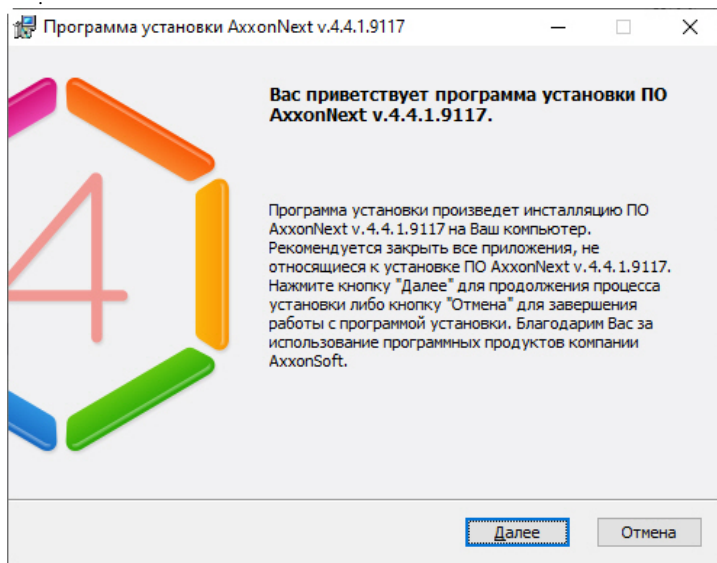 Программа установки AxxonNext v.4.4.1.9117
Вас приветствует программа установки ПО
AxxonNext v.4.4.1.9117.
4
Программа установки произведет инсталляцию ПО
AxxonNext v.4.4.1.9117 на Ваш компьютер.
Рекомендуется закрыть все приложения, не
относящиеся к установке ПО AxxonNext v.4.4.1.9117.
Нажмите кнопку "Далее" для продолжения процесса
установки либо кнопку "Отмена" для завершения
работы с программой установки. Благодарим Вас за
использование программных продуктов компании
AxxonSoft.
Далее
Отмена